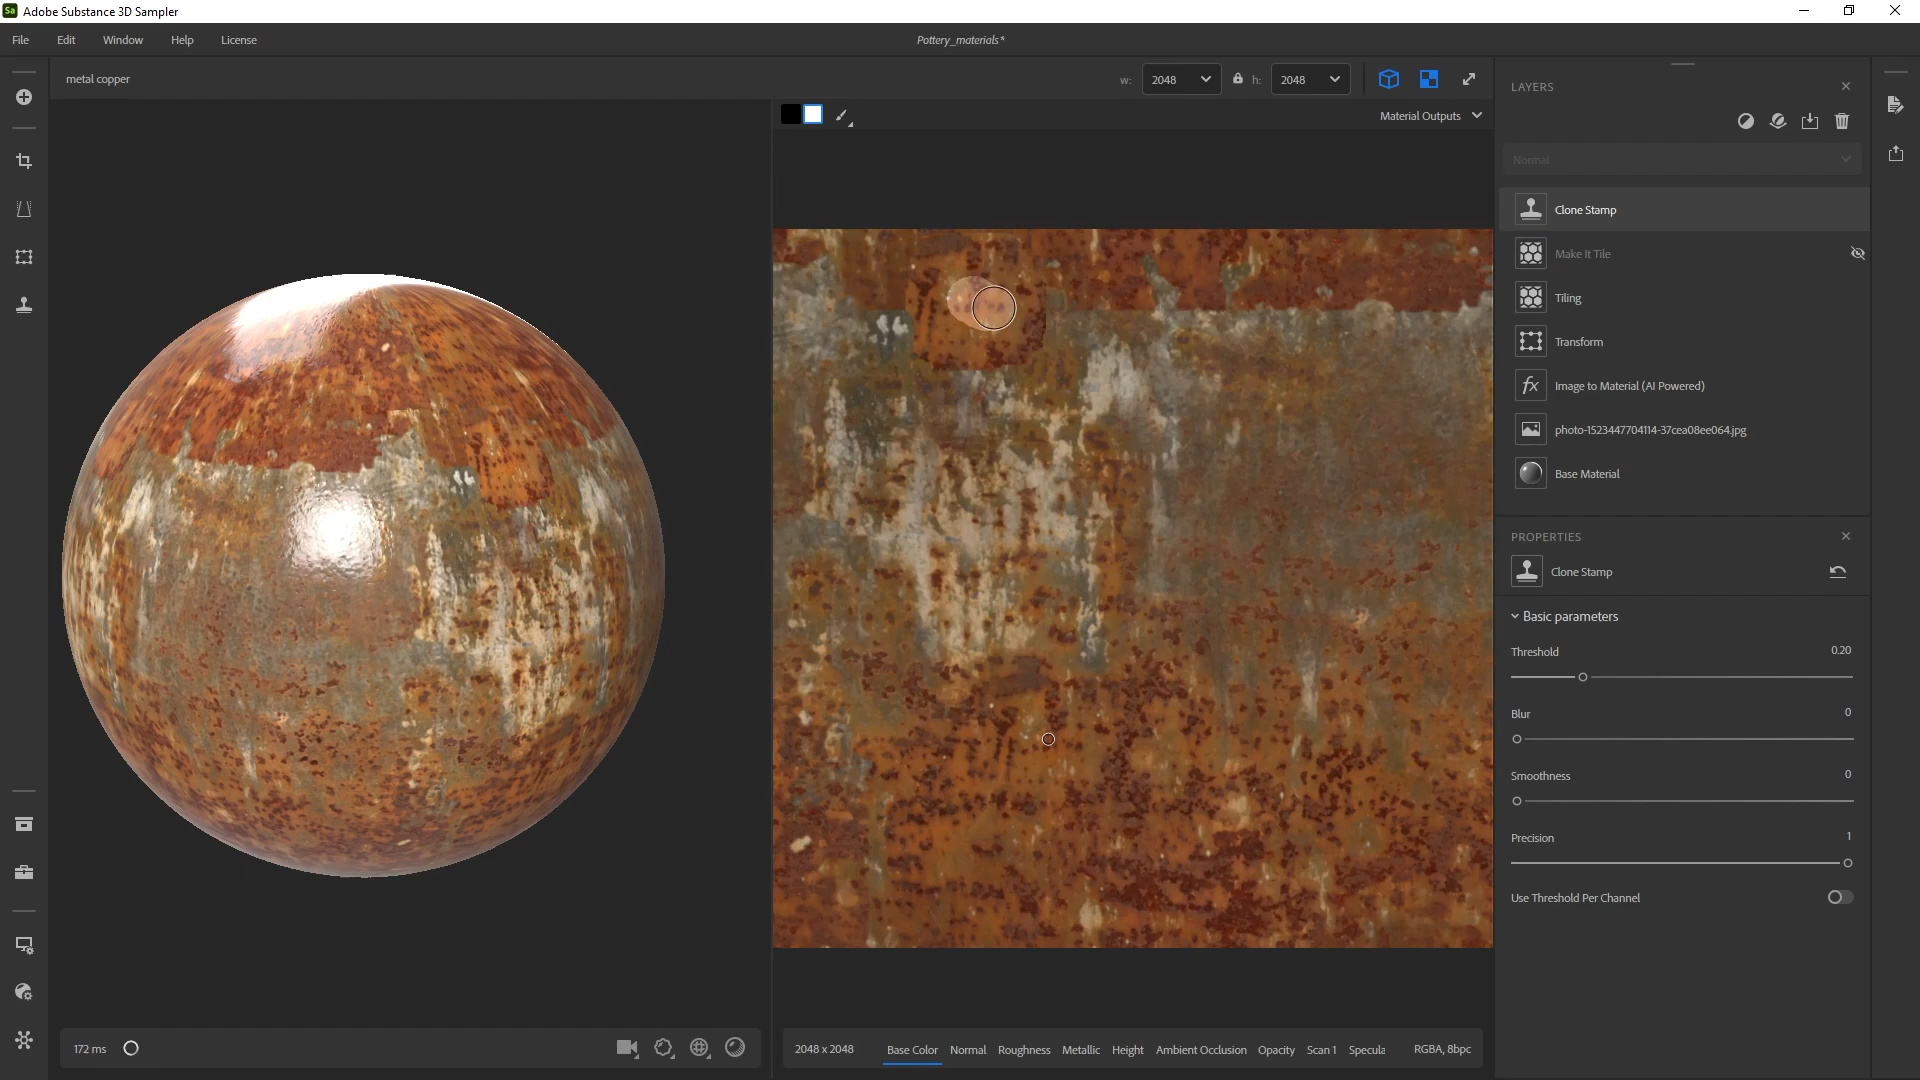 Sa Adobe Substance 3D Sampler
File Edit Window Help License
Pottery_materials*
metal copper
w: 2048 h: 2048
Material Outputs
LAYERS
Normal
Clone Stamp
Make It Tile
Tiling
Transform
fx Image to Material (AI Powered)
photo-1523447704114-37cea08ee064.jpg
Base Material
PROPERTIES
Clone Stamp
Basic parameters
Threshold 0.20
Blur 0
Smoothness 0
Precision 1
Use Threshold Per Channel
172 ms
2048 x 2048 Base Color Normal Roughness Metallic Height Ambient Occlusion Opacity Scan 1 Specula RGBA, 8bpc